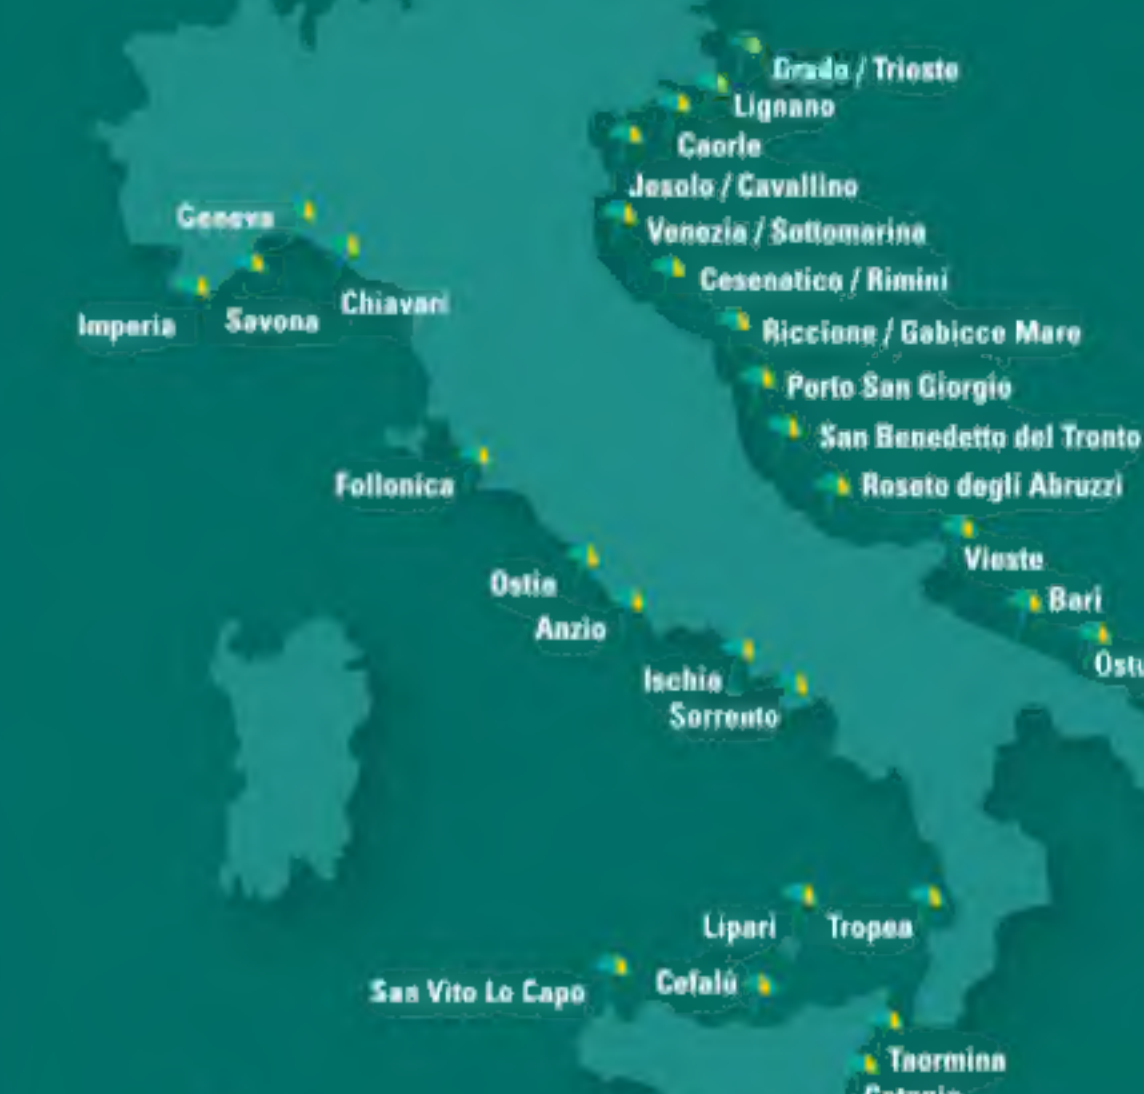 Grado / Trieste
Lignano
Caorle
Jesolo / Cavallino
Geneva
Venezia / Sottomarina
Cesenatico / Rimini
Chiavari
Imperia
Savona
Riccione / Gabicce Mare
Porto San Giorgio
San Benedetto del Tronto
Follonica
Roseto degli Abruzzi
Vieste
Ostia
Bari
Anzio
Ostu
Ischia
Sorrento
Lipari
Tropea
Cefalù
San Vito Lo Capo
Taormina